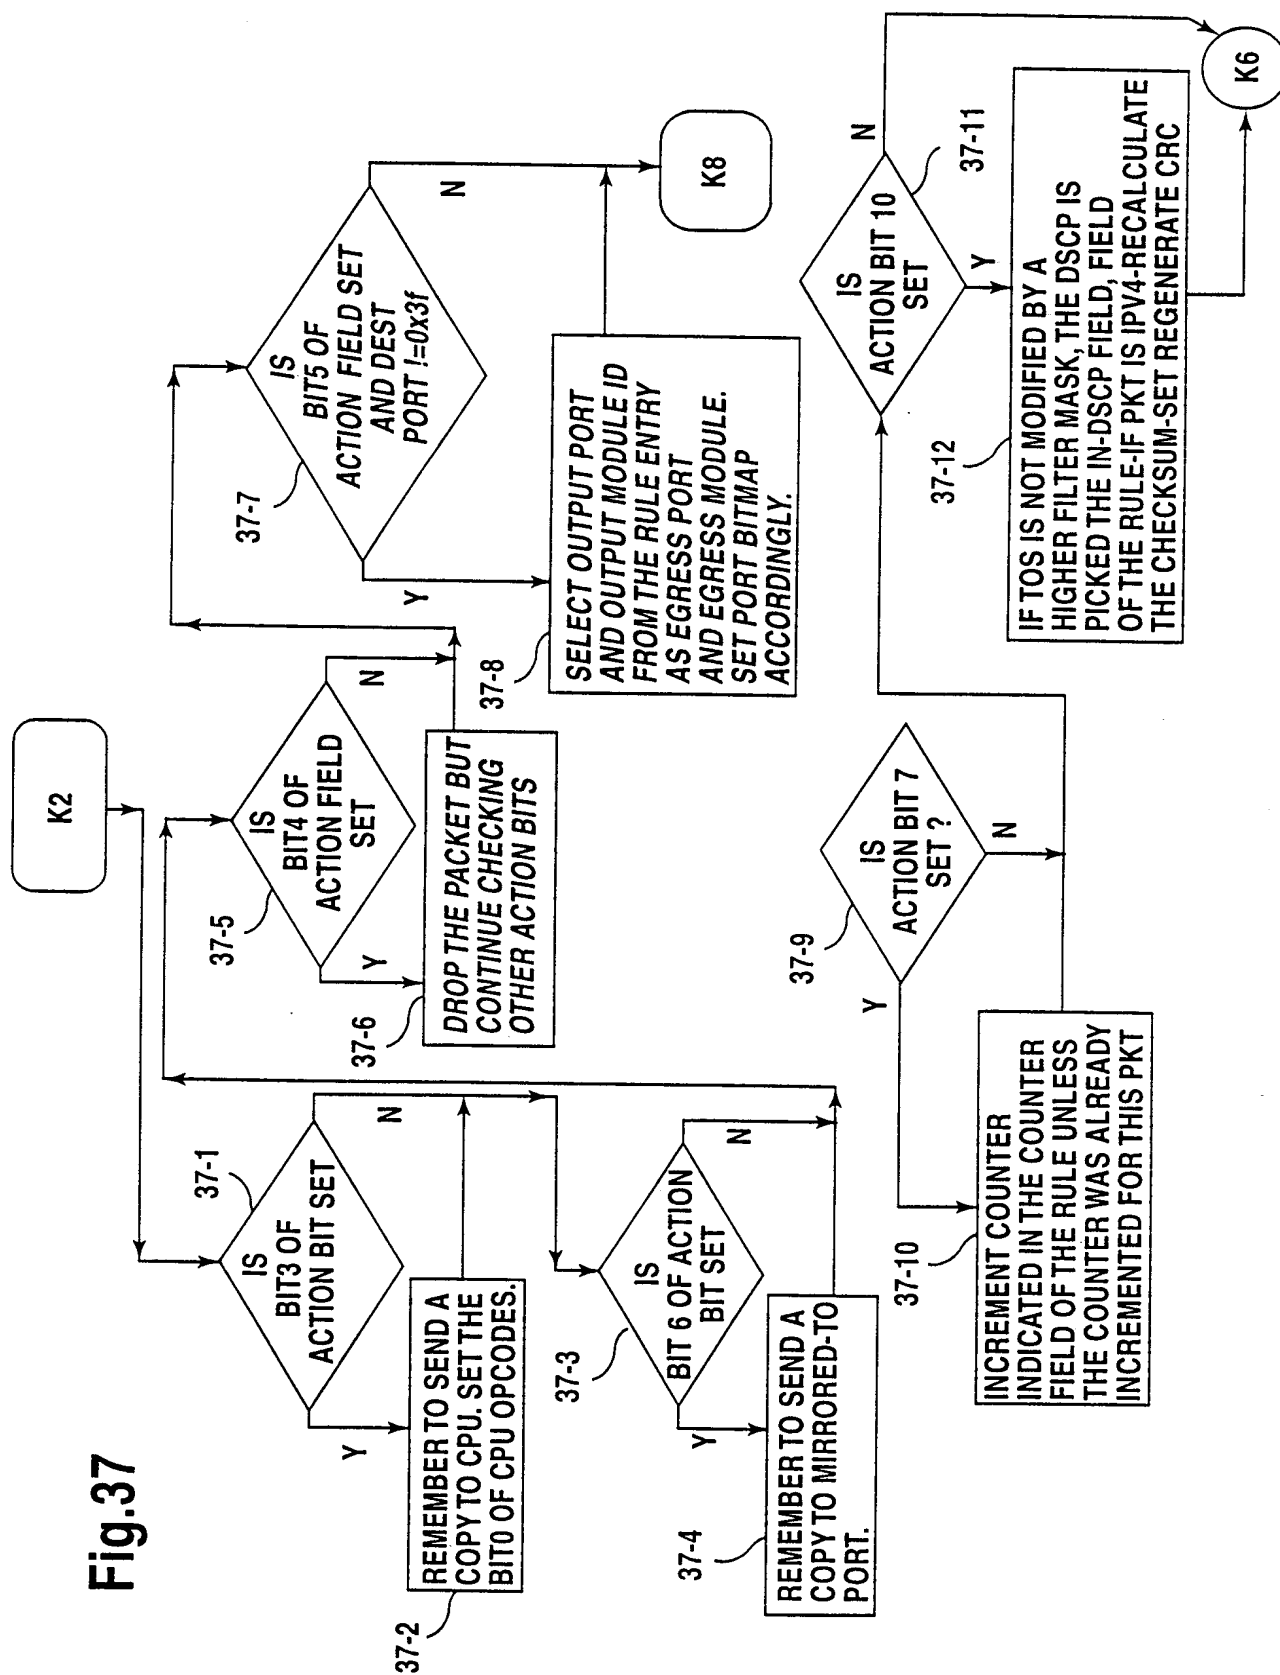 Fig.37
K2
37-1
IS
BIT3 OF
ACTION BIT SET
N
Y
37-2
REMEMBER TO SEND A
COPY TO CPU. SET THE
BIT0 OF CPU OPCODES.
37-3
IS
BIT 6 OF ACTION
BIT SET
N
Y
37-4
REMEMBER TO SEND A
COPY TO MIRRORED-TO
PORT.
37-5
IS
BIT4 OF
ACTION FIELD
SET
N
Y
37-6
DROP THE PACKET BUT
CONTINUE CHECKING
OTHER ACTION BITS
37-7
IS
BIT5 OF
ACTION FIELD SET
AND DEST
PORT !=0x3f
N
Y
37-8
SELECT OUTPUT PORT
AND OUTPUT MODULE ID
FROM THE RULE ENTRY
AS EGRESS PORT
AND EGRESS MODULE.
SET PORT BITMAP
ACCORDINGLY.
K8
37-9
IS
ACTION BIT 7
SET ?
N
Y
37-10
INCREMENT COUNTER
INDICATED IN THE COUNTER
FIELD OF THE RULE UNLESS
THE COUNTER WAS ALREADY
INCREMENTED FOR THIS PKT
37-11
IS
ACTION BIT 10
SET
N
Y
37-12
IF TOS IS NOT MODIFIED BY A
HIGHER FILTER MASK, THE DSCP IS
PICKED THE IN-DSCP FIELD, FIELD
OF THE RULE-IF PKT IS IPV4-RECALCULATE
THE CHECKSUM-SET REGENERATE CRC
K6